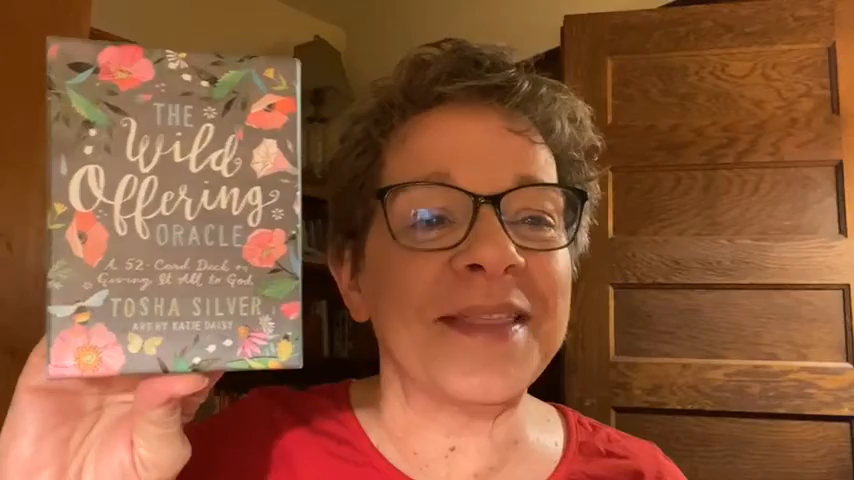 THE
Wild
Offering
ORACLE
A 52-Card Deck on
Giving It All to God
TOSHA SILVER
ART BY KATIE DAISY